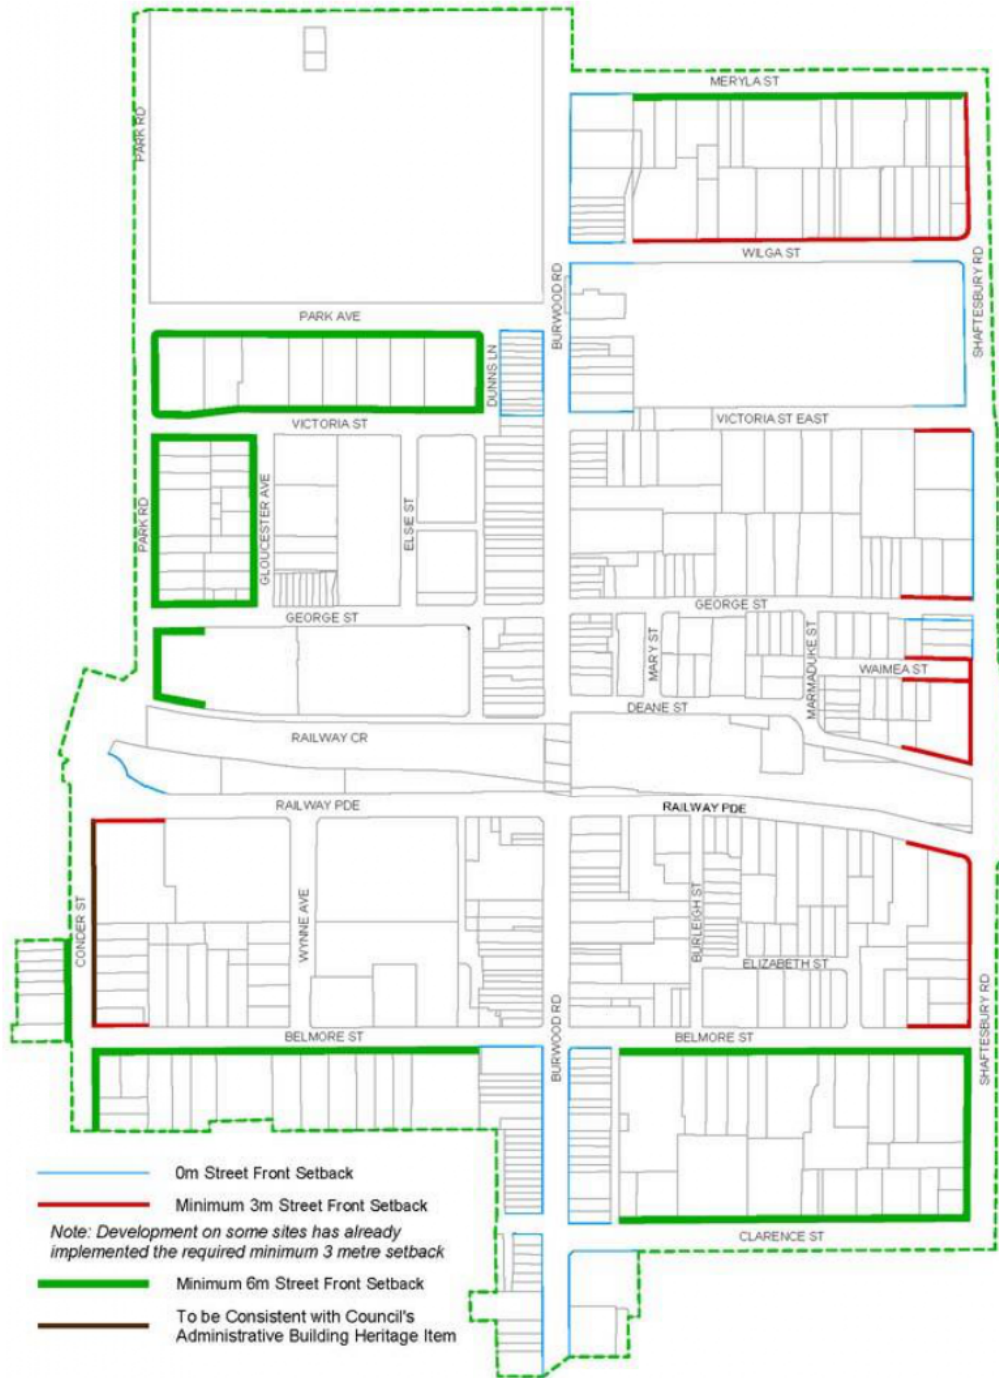 MERYLA ST
PARK RD
WILGA ST
BURWOOD RD
SHAFTESBURY RD
PARK AVE
DUNNS LN
VICTORIA ST
VICTORIA ST EAST
PARK RD
GLOUCESTER AVE
ELSIE ST
GEORGE ST
GEORGE ST
MARY ST
MARMADUKE ST
WAIMEA ST
DEANE ST
RAILWAY CR
RAILWAY PDE
RAILWAY PDE
CONDER ST
WYNNE AVE
BURLEIGH ST
ELIZABETH ST
BELMORE ST
BURWOOD RD
BELMORE ST
SHAFTESBURY RD
0m Street Front Setback
Minimum 3m Street Front Setback
Note: Development on some sites has already
implemented the required minimum 3 metre setback
CLARENCE ST
Minimum 6m Street Front Setback
To be Consistent with Council's
Administrative Building Heritage Item